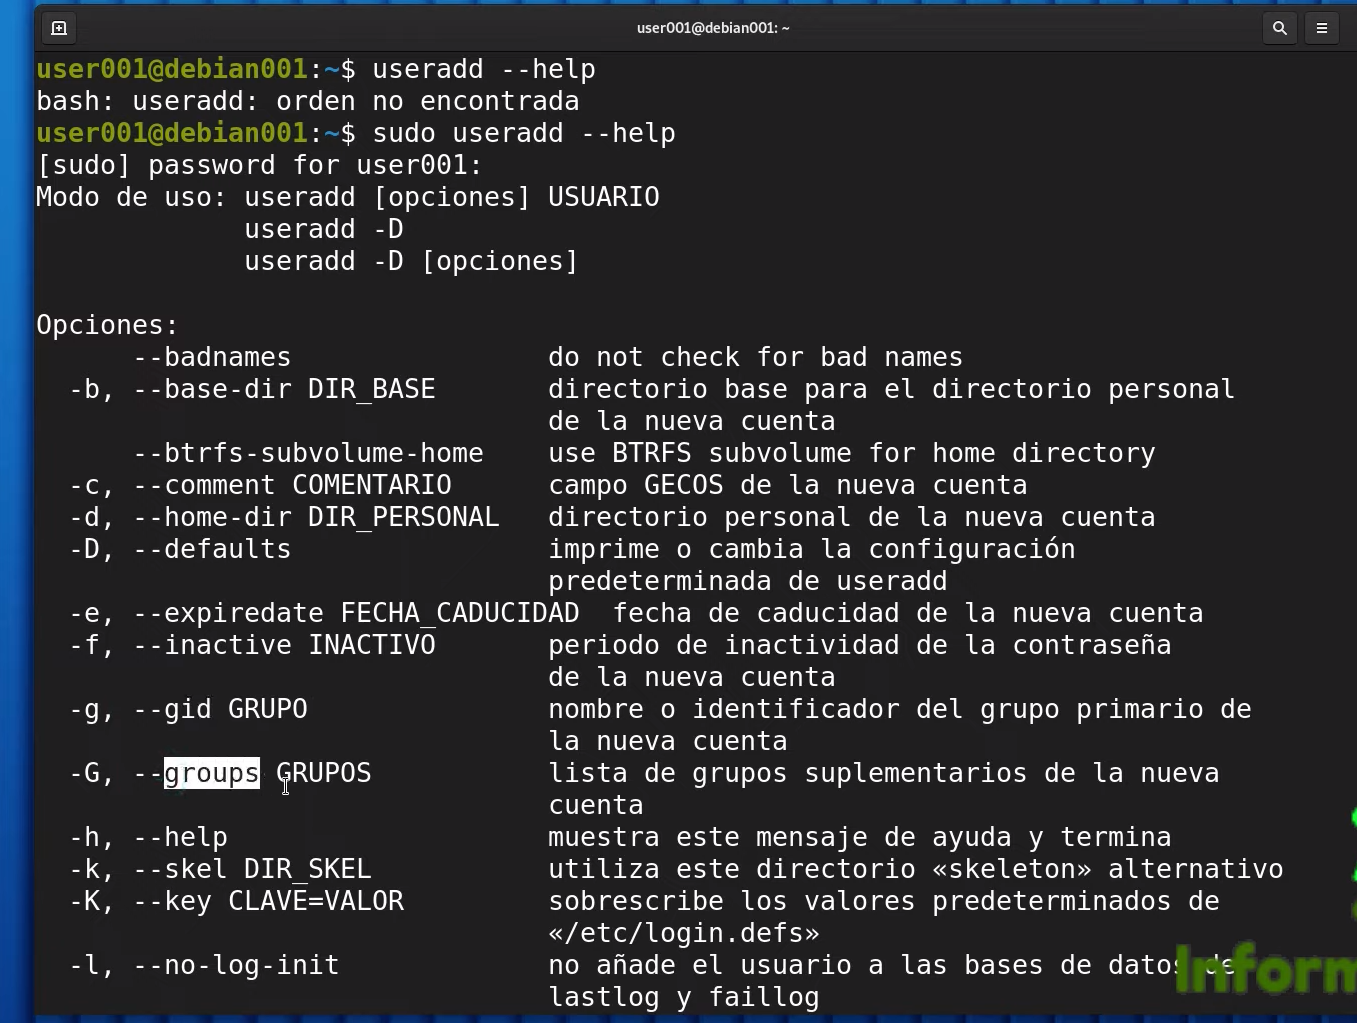 user001@debian001: ~
user001@debian001:~$ useradd --help
bash: useradd: orden no encontrada
user001@debian001:~$ sudo useradd --help
[sudo] password for user001:
Modo de uso: useradd [opciones] USUARIO
useradd -D
useradd -D [opciones]
Opciones:
--badnames do not check for bad names
-b, --base-dir DIR_BASE directorio base para el directorio personal
de la nueva cuenta
--btrfs-subvolume-home use BTRFS subvolume for home directory
-c, --comment COMENTARIO campo GECOS de la nueva cuenta
-d, --home-dir DIR_PERSONAL directorio personal de la nueva cuenta
-D, --defaults imprime o cambia la configuración
predeterminada de useradd
-e, --expiredate FECHA_CADUCIDAD fecha de caducidad de la nueva cuenta
-f, --inactive INACTIVO periodo de inactividad de la contraseña
de la nueva cuenta
-g, --gid GRUPO nombre o identificador del grupo primario de
la nueva cuenta
-G, --groups GRUPOS lista de grupos suplementarios de la nueva
cuenta
-h, --help muestra este mensaje de ayuda y termina
-k, --skel DIR_SKEL utiliza este directorio «skeleton» alternativo
-K, --key CLAVE=VALOR sobrescribe los valores predeterminados de
«/etc/login.defs»
-l, --no-log-init no añade el usuario a las bases de datos de
lastlog y faillog
Inform